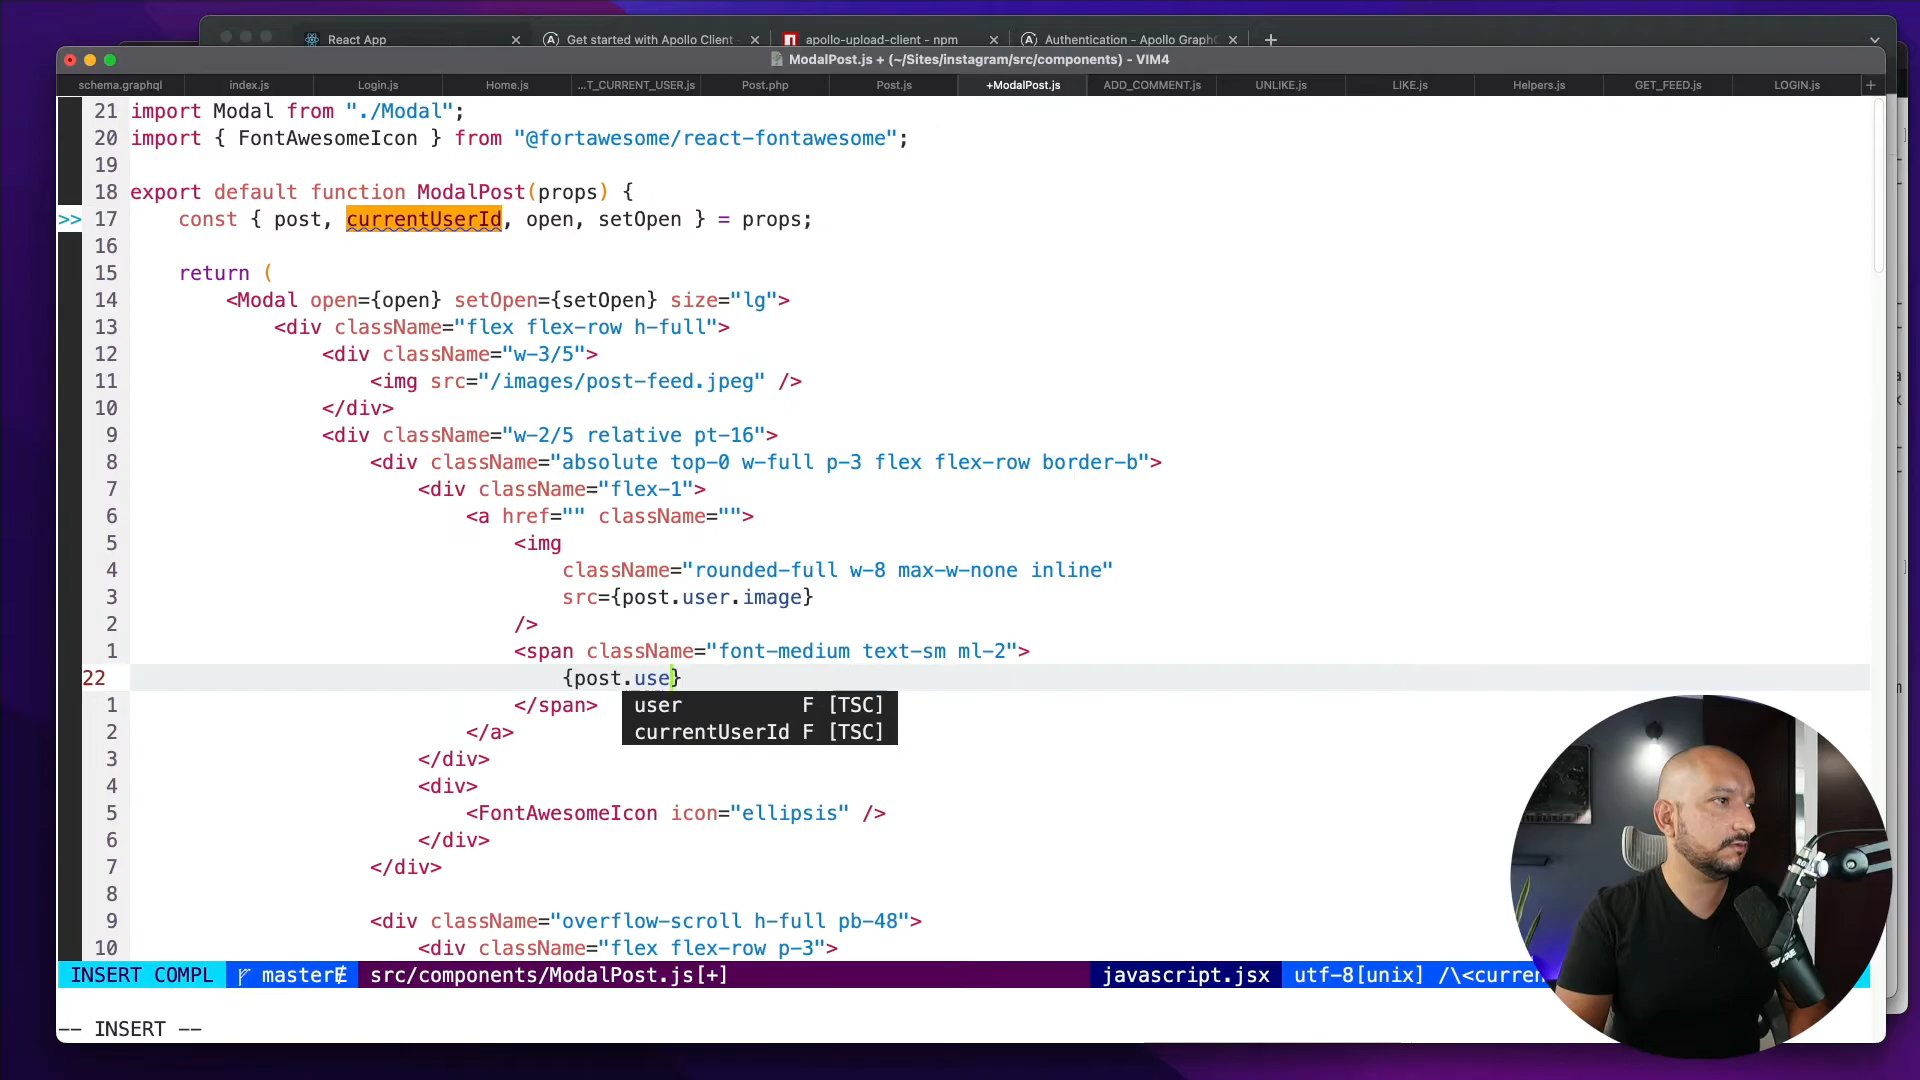 React App
Get started with Apollo Client -
apollo-upload-client - npm
Authentication - Apollo GraphQ
ModalPost.js + (~/Sites/instagram/src/components) - VIM4
schema.graphql
index.js
Login.js
Home.js
...T_CURRENT_USER.js
Post.php
Post.js
+ModalPost.js
ADD_COMMENT.js
UNLIKE.js
LIKE.js
Helpers.js
GET_FEED.js
LOGIN.js
21 import Modal from "./Modal";
20 import { FontAwesomeIcon } from "@fortawesome/react-fontawesome";
19
18 export default function ModalPost(props) {
>> 17 const { post, currentUserId, open, setOpen } = props;
16
15 return (
14 <Modal open={open} setOpen={setOpen} size="lg">
13 <div className="flex flex-row h-full">
12 <div className="w-3/5">
11 <img src="/images/post-feed.jpeg" />
10 </div>
9 <div className="w-2/5 relative pt-16">
8 <div className="absolute top-0 w-full p-3 flex flex-row border-b">
7 <div className="flex-1">
6 <a href="" className="">
5 <img
4 className="rounded-full w-8 max-w-none inline"
3 src={post.user.image}
2 />
1 <span className="font-medium text-sm ml-2">
22 {post.use}
1 </span> user F [TSC]
2 </a> currentUserId F [TSC]
3 </div>
4 <div>
5 <FontAwesomeIcon icon="ellipsis" />
6 </div>
7 </div>
8
9 <div className="overflow-scroll h-full pb-48">
10 <div className="flex flex-row p-3">
INSERT COMPL master src/components/ModalPost.js[+] javascript.jsx utf-8[unix] /\<curren
-- INSERT --